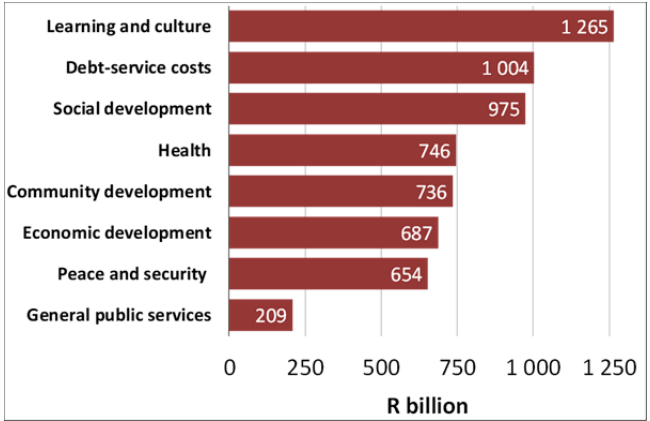 Learning and culture 1 265
Debt-service costs 1 004
Social development 975
Health 746
Community development 736
Economic development 687
Peace and security 654
General public services 209
0 250 500 750 1 000 1 250
R billion